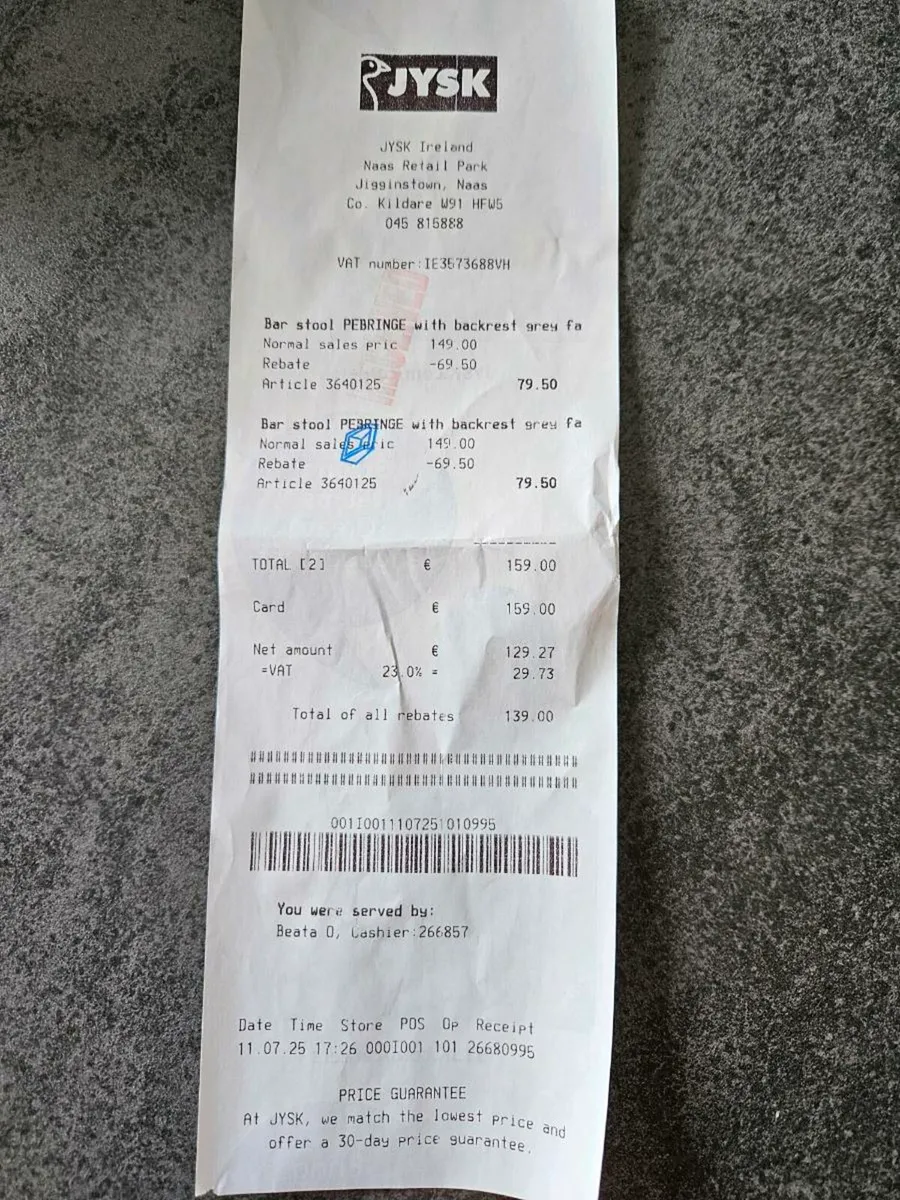 JYSK
JYSK Ireland
Naas Retail Park
Jigginstown, Naas
Co. Kildare W91 HFW5
045 815888
VAT number:IE3573688VH
Bar stool PEBRINGE with backrest grey fa
Normal sales pric 149.00
Rebate -69.50
Article 3640125 79.50
Bar stool PEBRINGE with backrest grey fa
Normal sales pric 149.00
Rebate -69.50
Article 3640125 79.50
TOTAL [2] € 159.00
Card € 159.00
Net amount € 129.27
=VAT 23.0% = 29.73
Total of all rebates 139.00
001I0011107251010995
You were served by:
Beata O, Cashier:266857
Date Time Store POS Op Receipt
11.07.25 17:26 000I001 101 26680995
PRICE GUARANTEE
At JYSK, we match the lowest price and
offer a 30-day price guarantee.